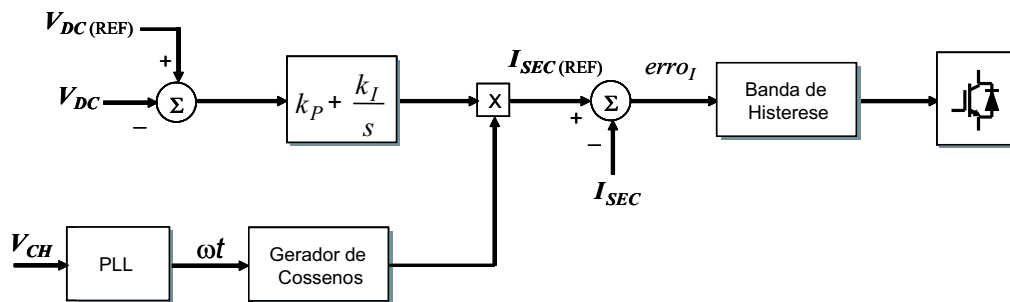 V_DC (REF)
+
V_DC
−
Σ
k_P + k_I / s
X
I_SEC (REF)
+
−
Σ
I_SEC
erro_I
Banda de
Histerese
V_CH
PLL
ωt
Gerador de
Cossenos